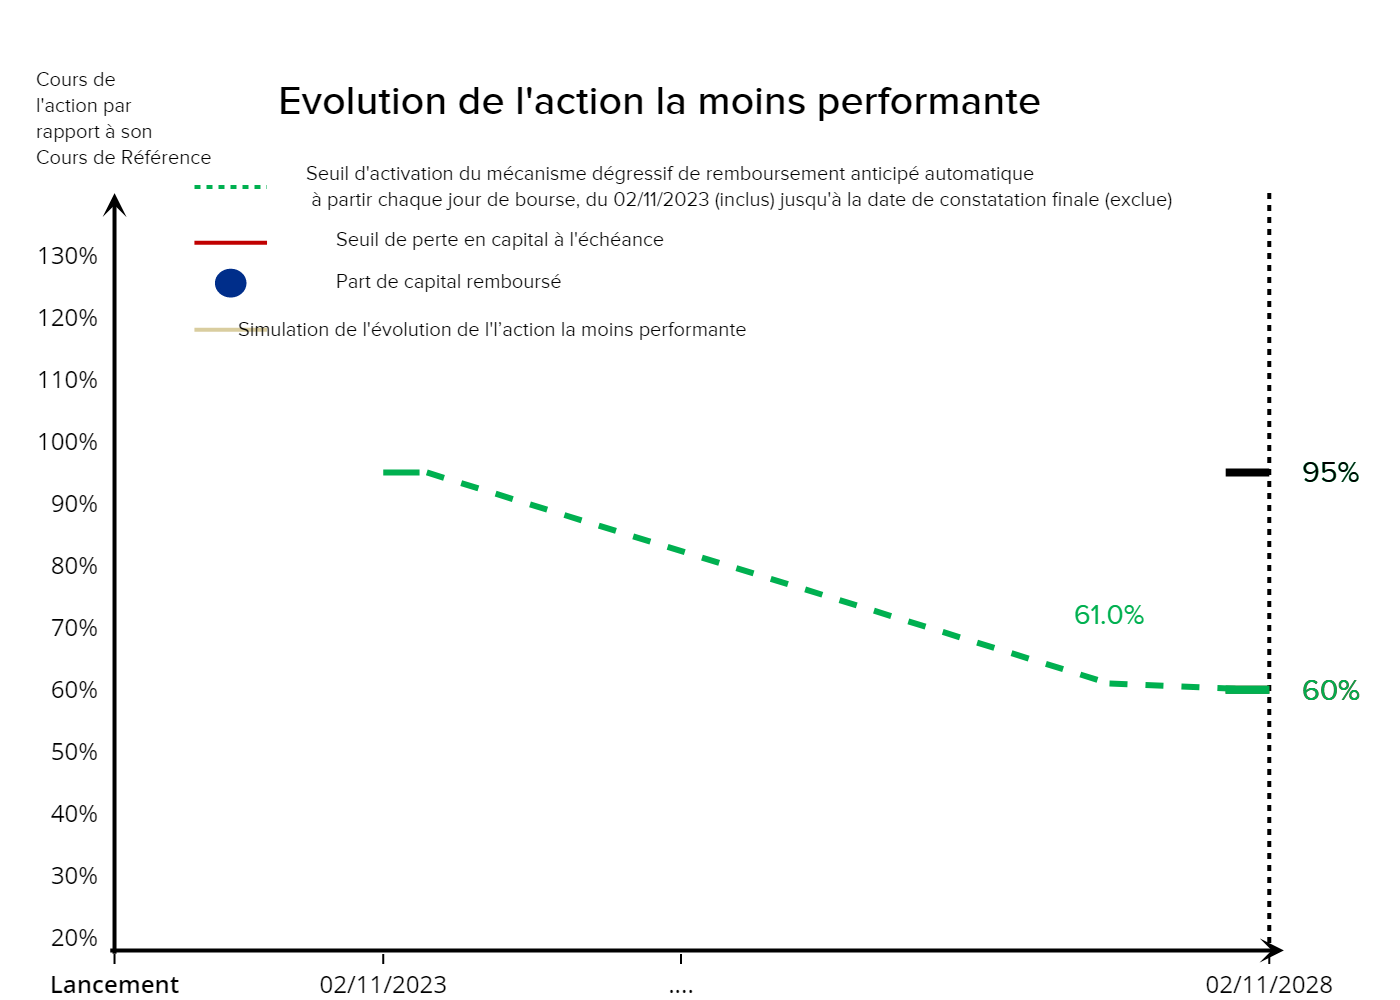 Cours de
l'action par
rapport à son
Cours de Référence
Evolution de l'action la moins performante
Seuil d'activation du mécanisme dégressif de remboursement anticipé automatique
à partir chaque jour de bourse, du 02/11/2023 (inclus) jusqu'à la date de constatation finale (exclue)
Seuil de perte en capital à l'échéance
Part de capital remboursé
Simulation de l'évolution de l'l’action la moins performante
130%
120%
110%
100%
90%
80%
70%
60%
50%
40%
30%
20%
95%
61.0%
60%
Lancement
02/11/2023
....
02/11/2028